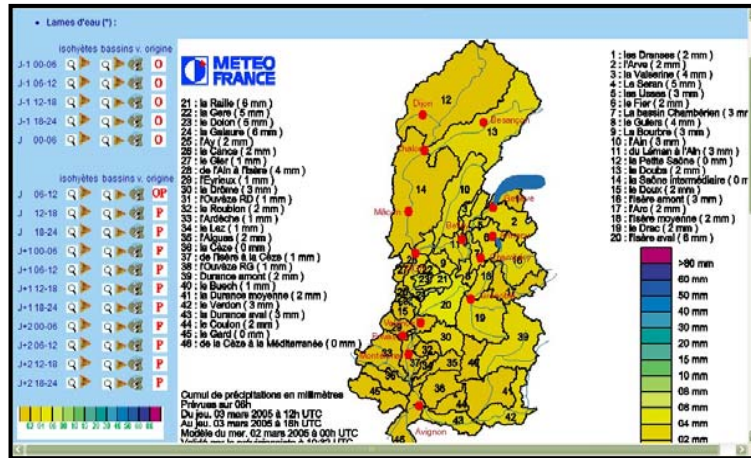 • Lames d'eau (*) :
isohyètes bassins v. origine
J-1 00-06 O
J-1 06-12 O
J-1 12-18 O
J-1 18-24 O
J 00-06 O
isohyètes bassins v. origine
J 06-12 OP
J 12-18 P
J 18-24 P
J+1 00-06 P
J+1 06-12 P
J+1 12-18 P
J+1 18-24 P
J+2 00-06 P
J+2 06-12 P
J+2 12-18 P
J+2 18-24 P
METEO
FRANCE
21 : la Raille ( 6 mm )
22 : la Gere ( 5 mm )
23 : le Dolon ( 5 mm )
24 : la Galaure ( 6 mm )
25 : l'Ay ( 2 mm )
26 : la Cance ( 2 mm )
27 : le Gier ( 1 mm )
28 : de l'Ain à l'Isère ( 4 mm )
29 : l'Eyrieux ( 1 mm )
30 : la Drôme ( 3 mm )
31 : l'Ouvèze RD ( 1 mm )
32 : le Roubion ( 2 mm )
33 : l'Ardèche ( 1 mm )
34 : le Lez ( 1 mm )
35 : l'Aigues ( 2 mm )
36 : la Cèze ( 0 mm )
37 : de l'Isère à la Cèze ( 1 mm )
38 : l'Ouvèze RG ( 1 mm )
39 : Durance amont ( 2 mm )
40 : le Buech ( 1 mm )
41 : la Durance moyenne ( 2 mm )
42 : le Verdon ( 3 mm )
43 : la Durance aval ( 3 mm )
44 : le Coulon ( 2 mm )
45 : le Gard ( 0 mm )
46 : de la Cèze à la Méditerranée ( 0 mm )
Cumul de précipitations en millimètres
Prévues sur 06h
Du jeu. 03 mars 2005 à 12h UTC
Au jeu. 03 mars 2005 à 18h UTC
Modèle du mer. 02 mars 2005 à 00h UTC
Dijon
Besançon
Chalon
Mâcon
Genève
Grenoble
Valence
Montélimar
Avignon
1 : les Dranses ( 2 mm )
2 : l'Arve ( 2 mm )
3 : la Valserine ( 4 mm )
4 : Le Seran ( 5 mm )
5 : les Usses ( 3 mm )
6 : le Fier ( 2 mm )
7 : La bassin Chambérien ( 3 mm )
8 : le Guiers ( 4 mm )
9 : La Bourbre ( 3 mm )
10 : l'Ain ( 3 mm )
11 : du Léman à l'Ain ( 3 mm )
12 : la Petite Saône ( 0 mm )
13 : le Doubs ( 2 mm )
14 : la Saône intermédiaire ( 0 m
15 : le Doux ( 2 mm )
16 : l'Isère amont ( 3 mm )
17 : l'Arc ( 2 mm )
18 : l'Isère moyenne ( 2 mm )
19 : le Drac ( 2 mm )
20 : l'Isère aval ( 6 mm )
>80 mm
60 mm
50 mm
40 mm
30 mm
20 mm
15 mm
10 mm
08 mm
06 mm
04 mm
02 mm